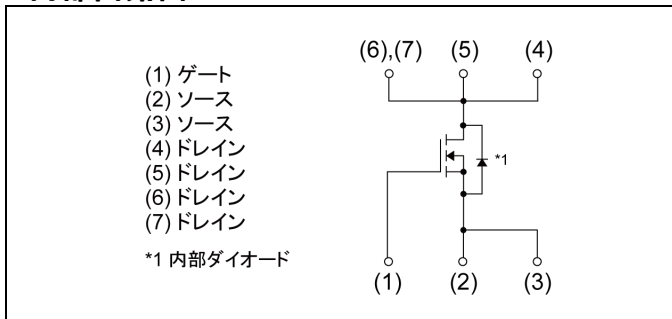 (1) ゲート
(2) ソース
(3) ソース
(4) ドレイン
(5) ドレイン
(6) ドレイン
(7) ドレイン
*1 内部ダイオード
(6),(7) (5) (4)
*1
(1) (2) (3)